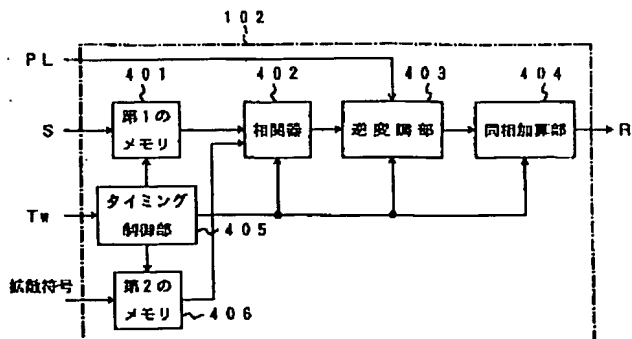 102
PL
401
402
403
404
S
第1の
メモリ
相関器
逆変調部
同相加算部
R
Tw
タイミング
制御部
405
拡散符号
第2の
メモリ
406